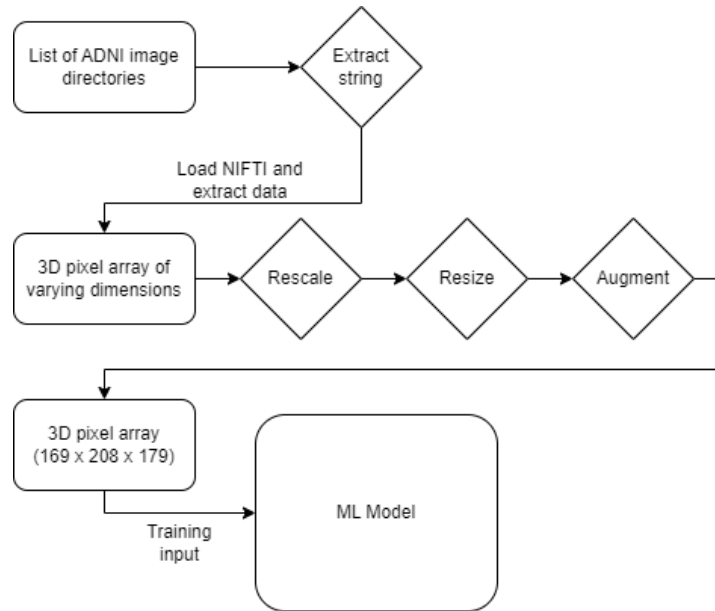 List of ADNI image
directories
Extract
string
Load NIFTI and
extract data
3D pixel array of
varying dimensions
Rescale
Resize
Augment
3D pixel array
(169 x 208 x 179)
Training
input
ML Model